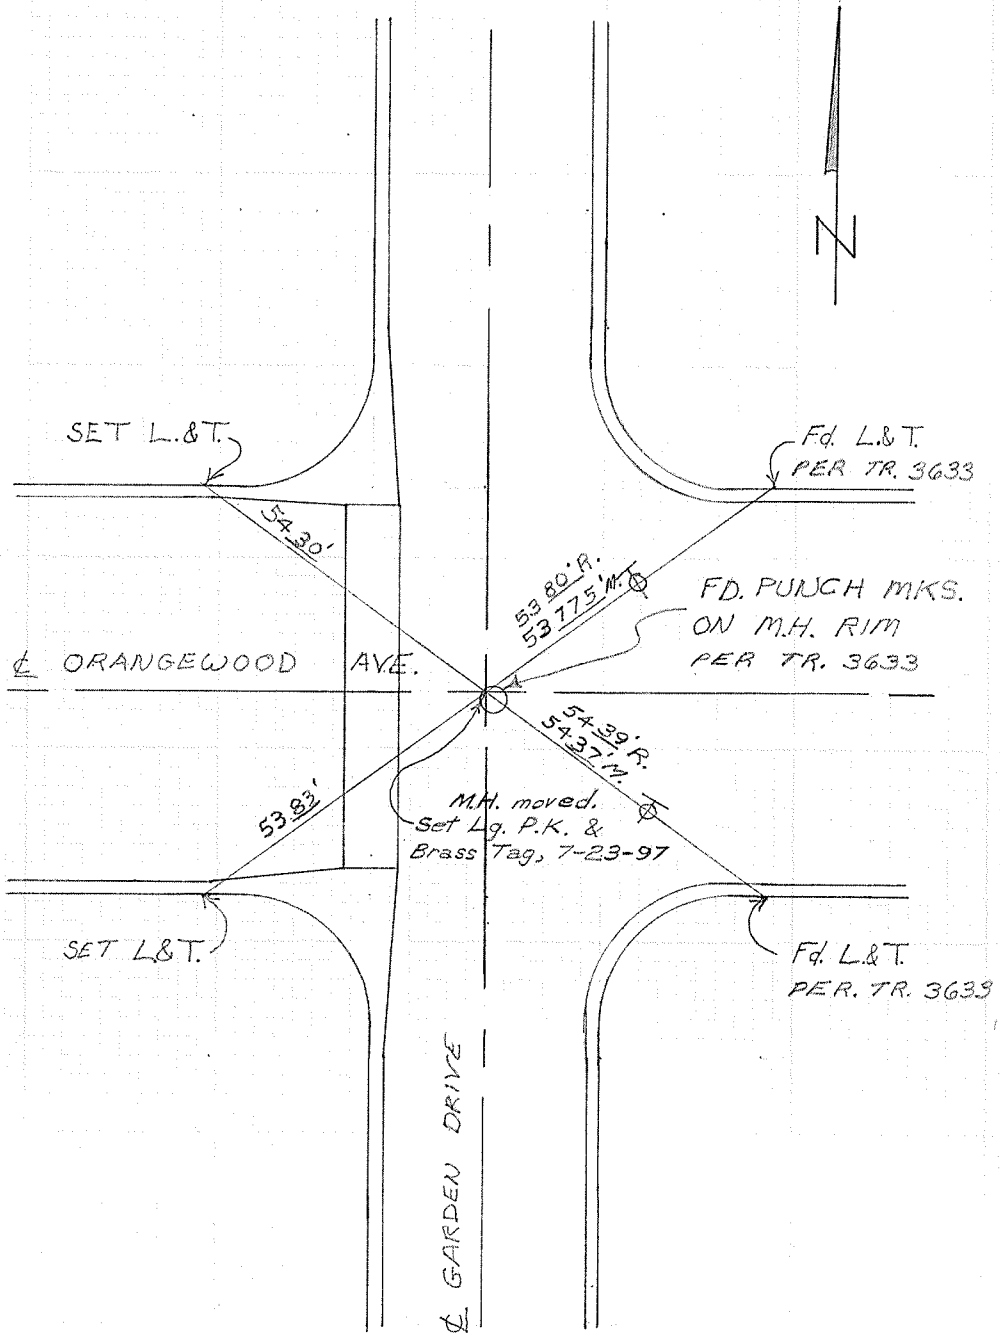 N
SET L.&T.
Fd. L.&T.
PER TR. 3633
54.30'
53.80' R.
53.775' M.
FD. PUNCH MKS.
ON M.H. RIM
PER TR. 3633
℄ ORANGEWOOD AVE.
54.39' R.
54.37' M.
53.83'
M.H. moved.
Set Lg. P.K. &
Brass Tag, 7-23-97
SET L&T.
Fd. L.&T.
PER. TR. 3633
℄ GARDEN DRIVE